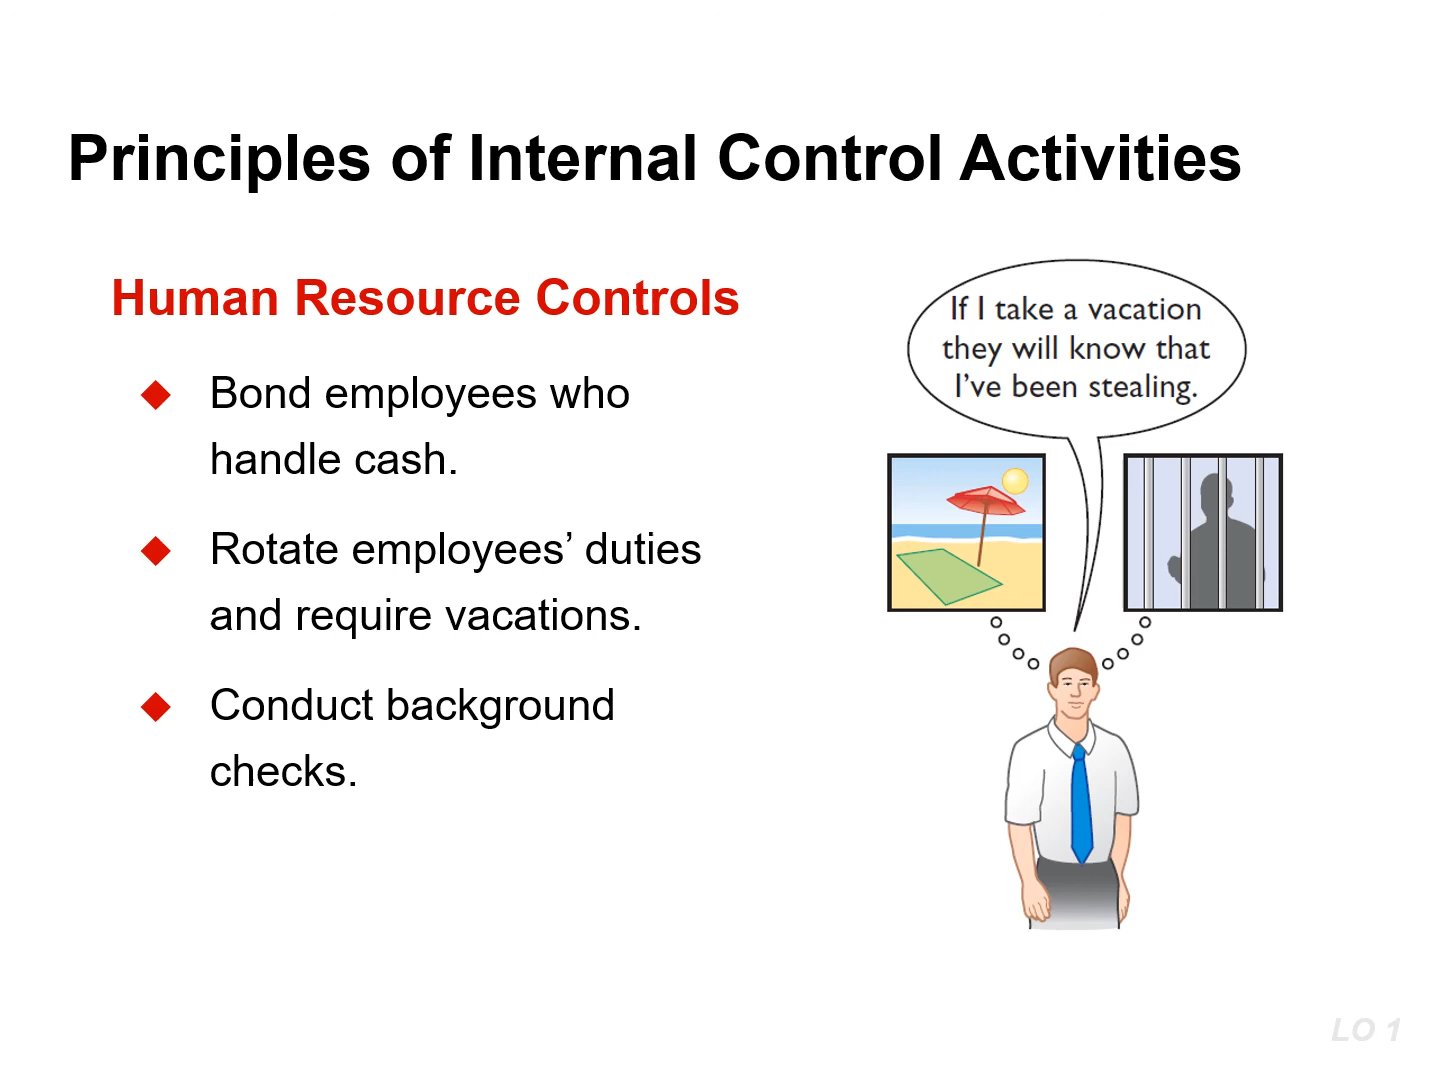 Principles of Internal Control Activities
Human Resource Controls
Bond employees who
handle cash.
Rotate employees’ duties
and require vacations.
Conduct background
checks.
If I take a vacation
they will know that
I’ve been stealing.
LO 1